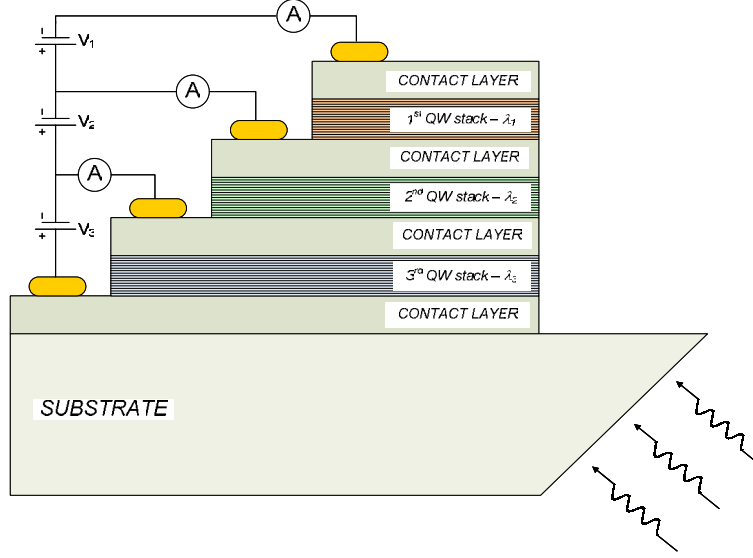 A
V1
CONTACT LAYER
A
1st QW stack – λ1
V2
CONTACT LAYER
A
2nd QW stack – λ2
V3
CONTACT LAYER
3rd QW stack – λ3
CONTACT LAYER
SUBSTRATE